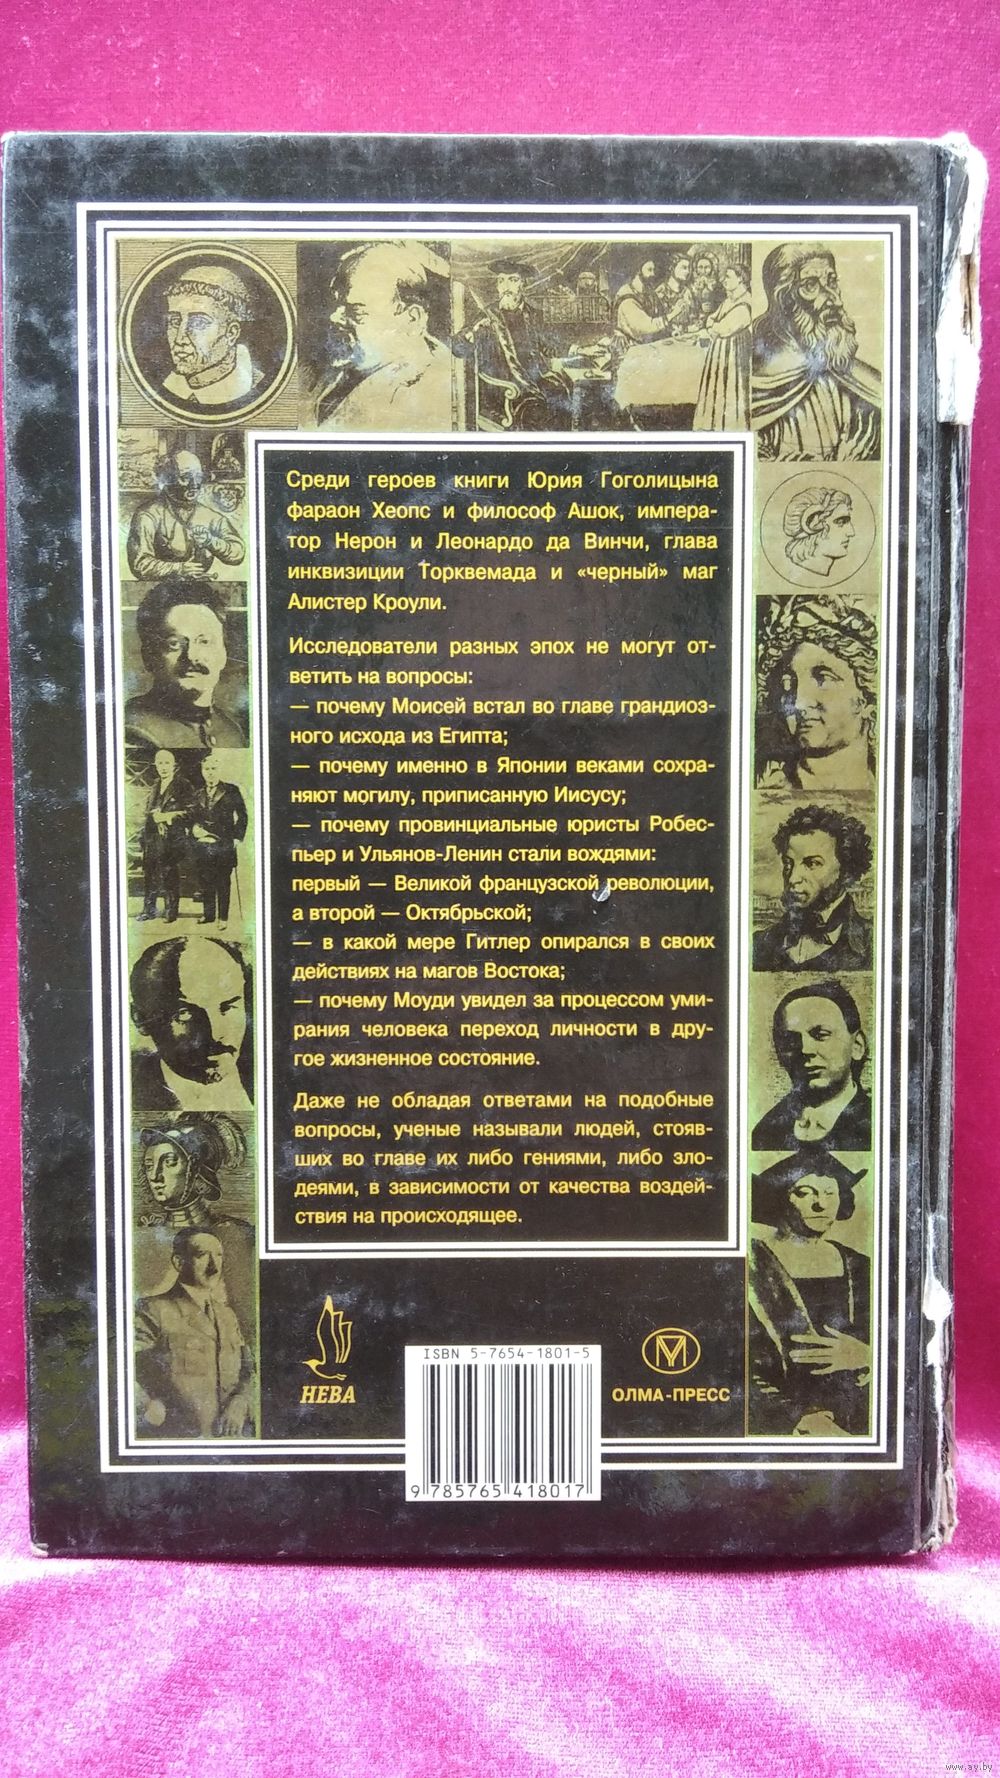 Среди героев книги Юрия Гоголицына
фараон Хеопс и философ Ашок, импера-
тор Нерон и Леонардо да Винчи, глава
инквизиции Торквемада и «черный» маг
Алистер Кроули.
Исследователи разных эпох не могут от-
ветить на вопросы:
— почему Моисей встал во главе грандиоз-
ного исхода из Египта;
— почему именно в Японии веками сохра-
няют могилу, приписанную Иисусу;
— почему провинциальные юристы Робес-
пьер и Ульянов-Ленин стали вождями:
первый — Великой французской революции,
а второй — Октябрьской;
— в какой мере Гитлер опирался в своих
действиях на магов Востока;
— почему Моуди увидел за процессом уми-
рания человека переход личности в дру-
гое жизненное состояние.
Даже не обладая ответами на подобные
вопросы, ученые называли людей, стояв-
ших во главе их либо гениями, либо зло-
деями, в зависимости от качества воздей-
ствия на происходящее.
НЕВА
ISBN 5-7654-1801-5
9 785765 418017
ОЛМА-ПРЕСС
www.ay.by